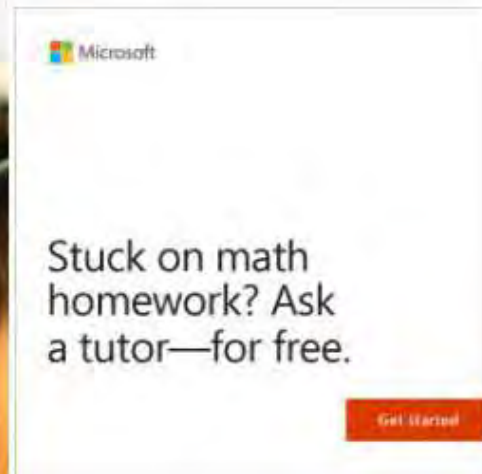 Microsoft
Stuck on math
homework? Ask
a tutor—for free.
Get started